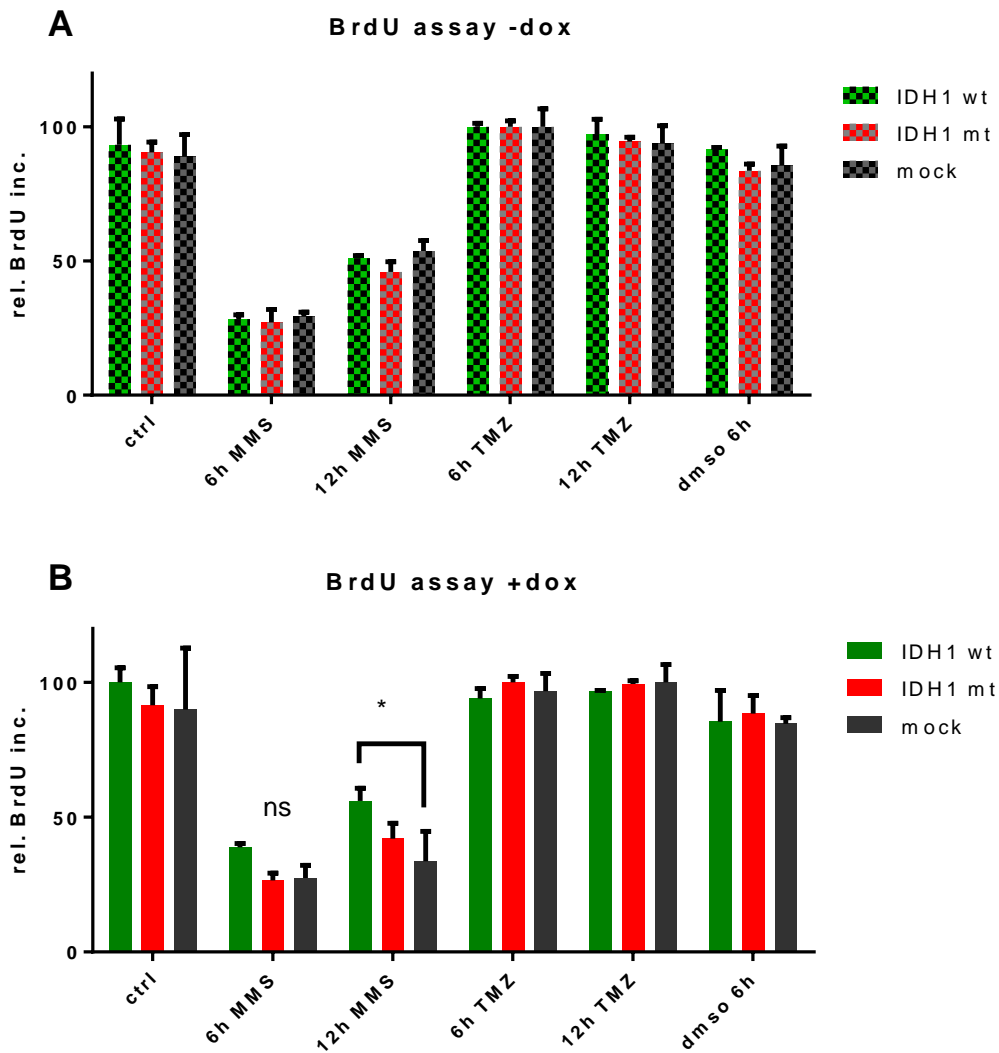 A
BrdU assay -dox
rel. BrdU inc.
100
50
0
ctrl
6h MMS
12h MMS
6h TMZ
12h TMZ
dmso 6h
IDH1 wt
IDH1 mt
mock
B
BrdU assay +dox
rel. BrdU inc.
100
50
0
ns
*
ctrl
6h MMS
12h MMS
6h TMZ
12h TMZ
dmso 6h
IDH1 wt
IDH1 mt
mock